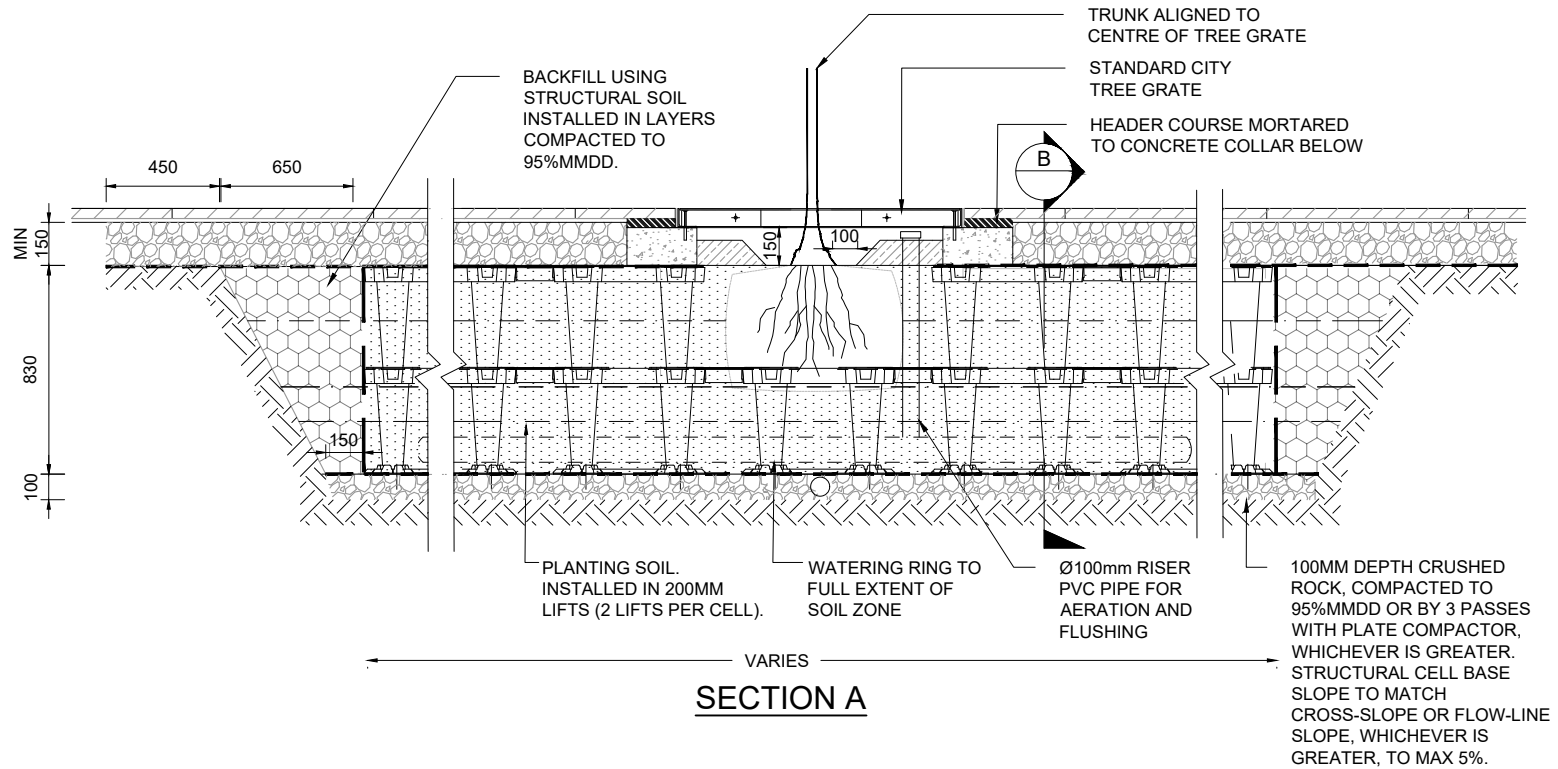 TRUNK ALIGNED TO
CENTRE OF TREE GRATE
STANDARD CITY
TREE GRATE
HEADER COURSE MORTARED
TO CONCRETE COLLAR BELOW
BACKFILL USING
STRUCTURAL SOIL
INSTALLED IN LAYERS
COMPACTED TO
95%MMDD.
B
450
650
MIN
150
150
100
830
150
100
PLANTING SOIL.
INSTALLED IN 200MM
LIFTS (2 LIFTS PER CELL).
WATERING RING TO
FULL EXTENT OF
SOIL ZONE
Ø100mm RISER
PVC PIPE FOR
AERATION AND
FLUSHING
100MM DEPTH CRUSHED
ROCK, COMPACTED TO
95%MMDD OR BY 3 PASSES
WITH PLATE COMPACTOR,
WHICHEVER IS GREATER.
STRUCTURAL CELL BASE
SLOPE TO MATCH
CROSS-SLOPE OR FLOW-LINE
SLOPE, WHICHEVER IS
GREATER, TO MAX 5%.
VARIES
SECTION A